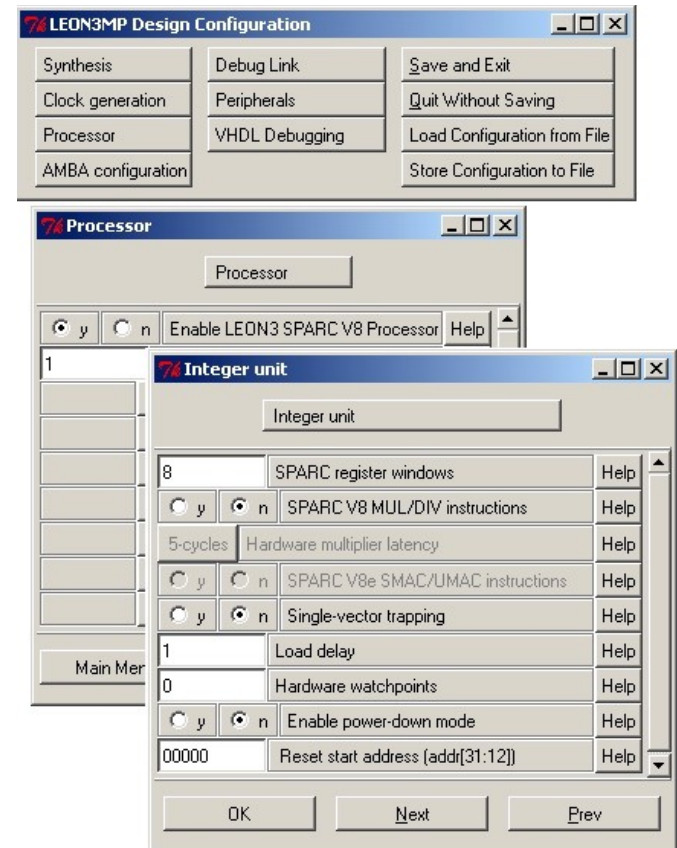 LEON3MP Design Configuration
Synthesis Debug Link Save and Exit
Clock generation Peripherals Quit Without Saving
Processor VHDL Debugging Load Configuration from File
AMBA configuration Store Configuration to File
Processor
Processor
y n Enable LEON3 SPARC V8 Processor Help
1
Main Men
Integer unit
Integer unit
8 SPARC register windows Help
y n SPARC V8 MUL/DIV instructions Help
5-cycles Hardware multiplier latency Help
y n SPARC V8e SMAC/UMAC instructions Help
y n Single-vector trapping Help
1 Load delay Help
0 Hardware watchpoints Help
y n Enable power-down mode Help
00000 Reset start address (addr[31:12]) Help
OK Next Prev